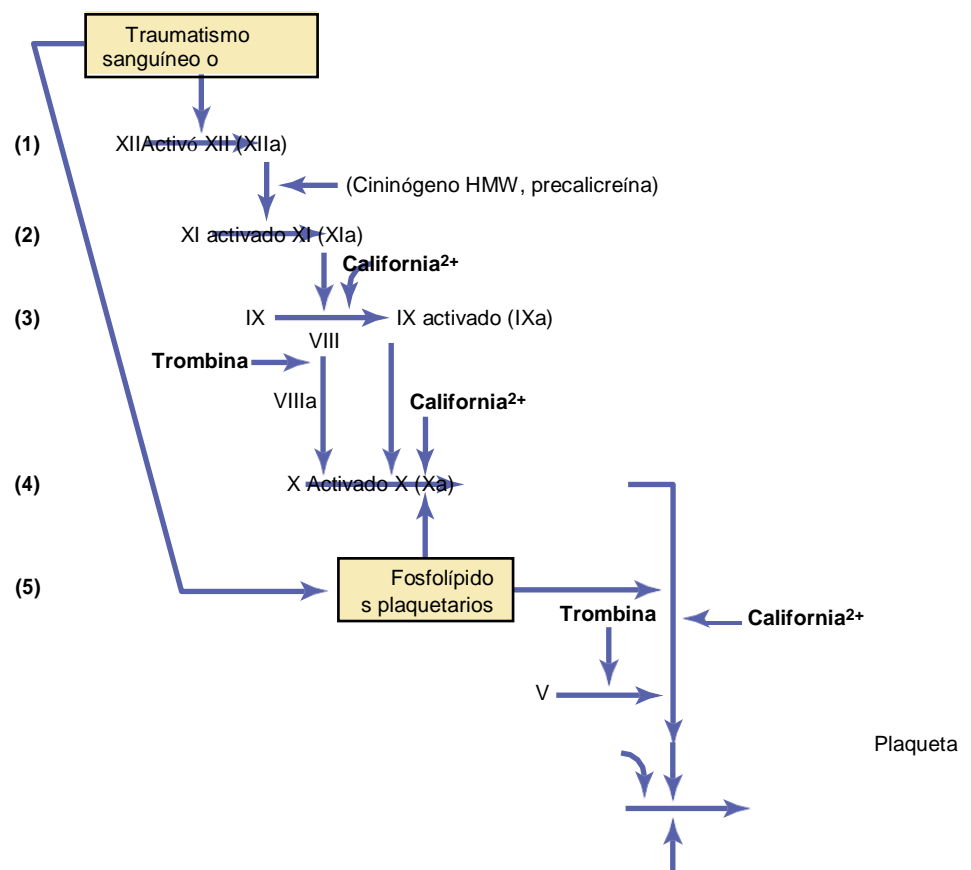 Traumatismo
sanguíneo o
(1)
XIIActivó XII (XIIa)
(Cininógeno HMW, precalicreína)
(2)
XI activado XI (XIa)
California2+
(3)
IX
IX activado (IXa)
VIII
Trombina
VIIIa
California2+
(4)
X Activado X (Xa)
(5)
Fosfolípido
s plaquetarios
Trombina
California2+
V
Plaqueta